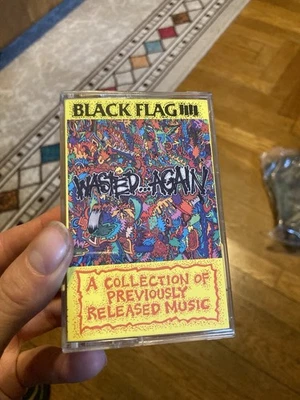 BLACK FLAG
WASTED...AGAIN
A COLLECTION OF
PREVIOUSLY
RELEASED MUSIC